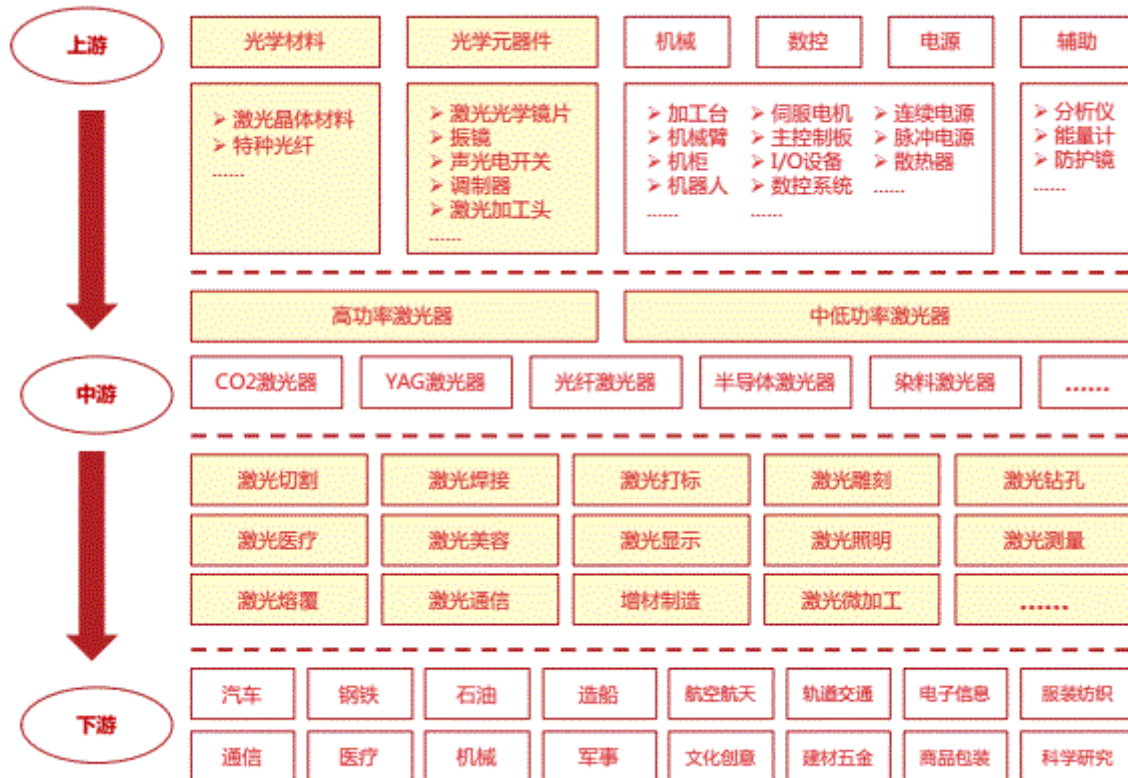 上游
光学材料 光学元器件 机械 数控 电源 辅助
➢ 激光晶体材料
➢ 特种光纤
......
➢ 激光光学镜片
➢ 振镜
➢ 声光电开关
➢ 调制器
➢ 激光加工头
......
➢ 加工台
➢ 机械臂
➢ 机柜
➢ 机器人
......
➢ 伺服电机
➢ 主控制板
➢ I/O设备
➢ 数控系统
......
➢ 连续电源
➢ 脉冲电源
➢ 散热器
......
➢ 分析仪
➢ 能量计
➢ 防护镜
......
高功率激光器 中低功率激光器
中游
CO2激光器 YAG激光器 光纤激光器 半导体激光器 染料激光器 ......
激光切割 激光焊接 激光打标 激光雕刻 激光钻孔
激光医疗 激光美容 激光显示 激光照明 激光测量
激光熔覆 激光通信 增材制造 激光微加工 ......
下游
汽车 钢铁 石油 造船 航空航天 轨道交通 电子信息 服装纺织
通信 医疗 机械 军事 文化创意 建材五金 商品包装 科学研究